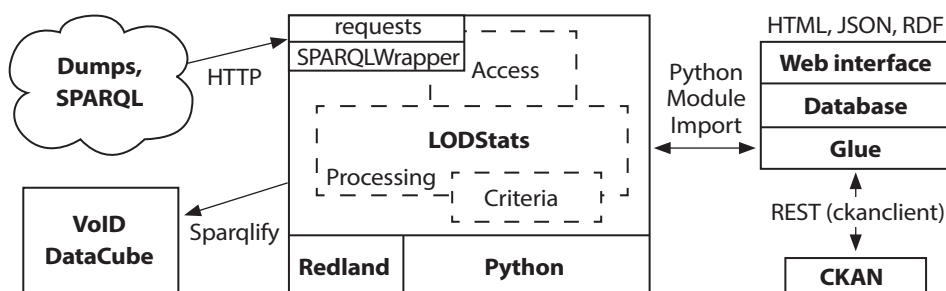 Dumps,
SPARQL
HTTP
requests
SPARQLWrapper
Access
LODStats
Processing
Criteria
Redland
Python
VoID
DataCube
Sparqlify
Python
Module
Import
HTML, JSON, RDF
Web interface
Database
Glue
REST (ckanclient)
CKAN